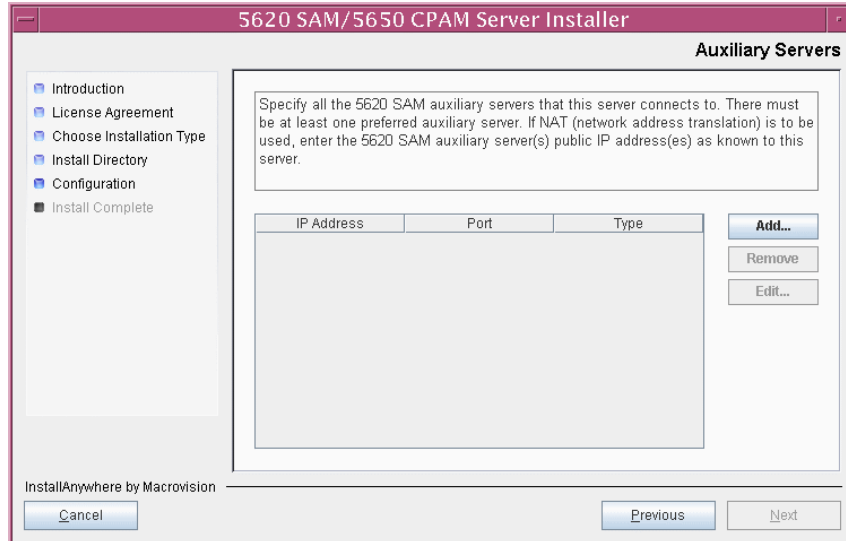 5620 SAM/5650 CPAM Server Installer
Auxiliary Servers
Introduction
License Agreement
Choose Installation Type
Install Directory
Configuration
Install Complete
Specify all the 5620 SAM auxiliary servers that this server connects to. There must
be at least one preferred auxiliary server. If NAT (network address translation) is to be
used, enter the 5620 SAM auxiliary server(s) public IP address(es) as known to this
server.
IP Address Port Type
Add...
Remove
Edit...
InstallAnywhere by Macrovision
Cancel Previous Next